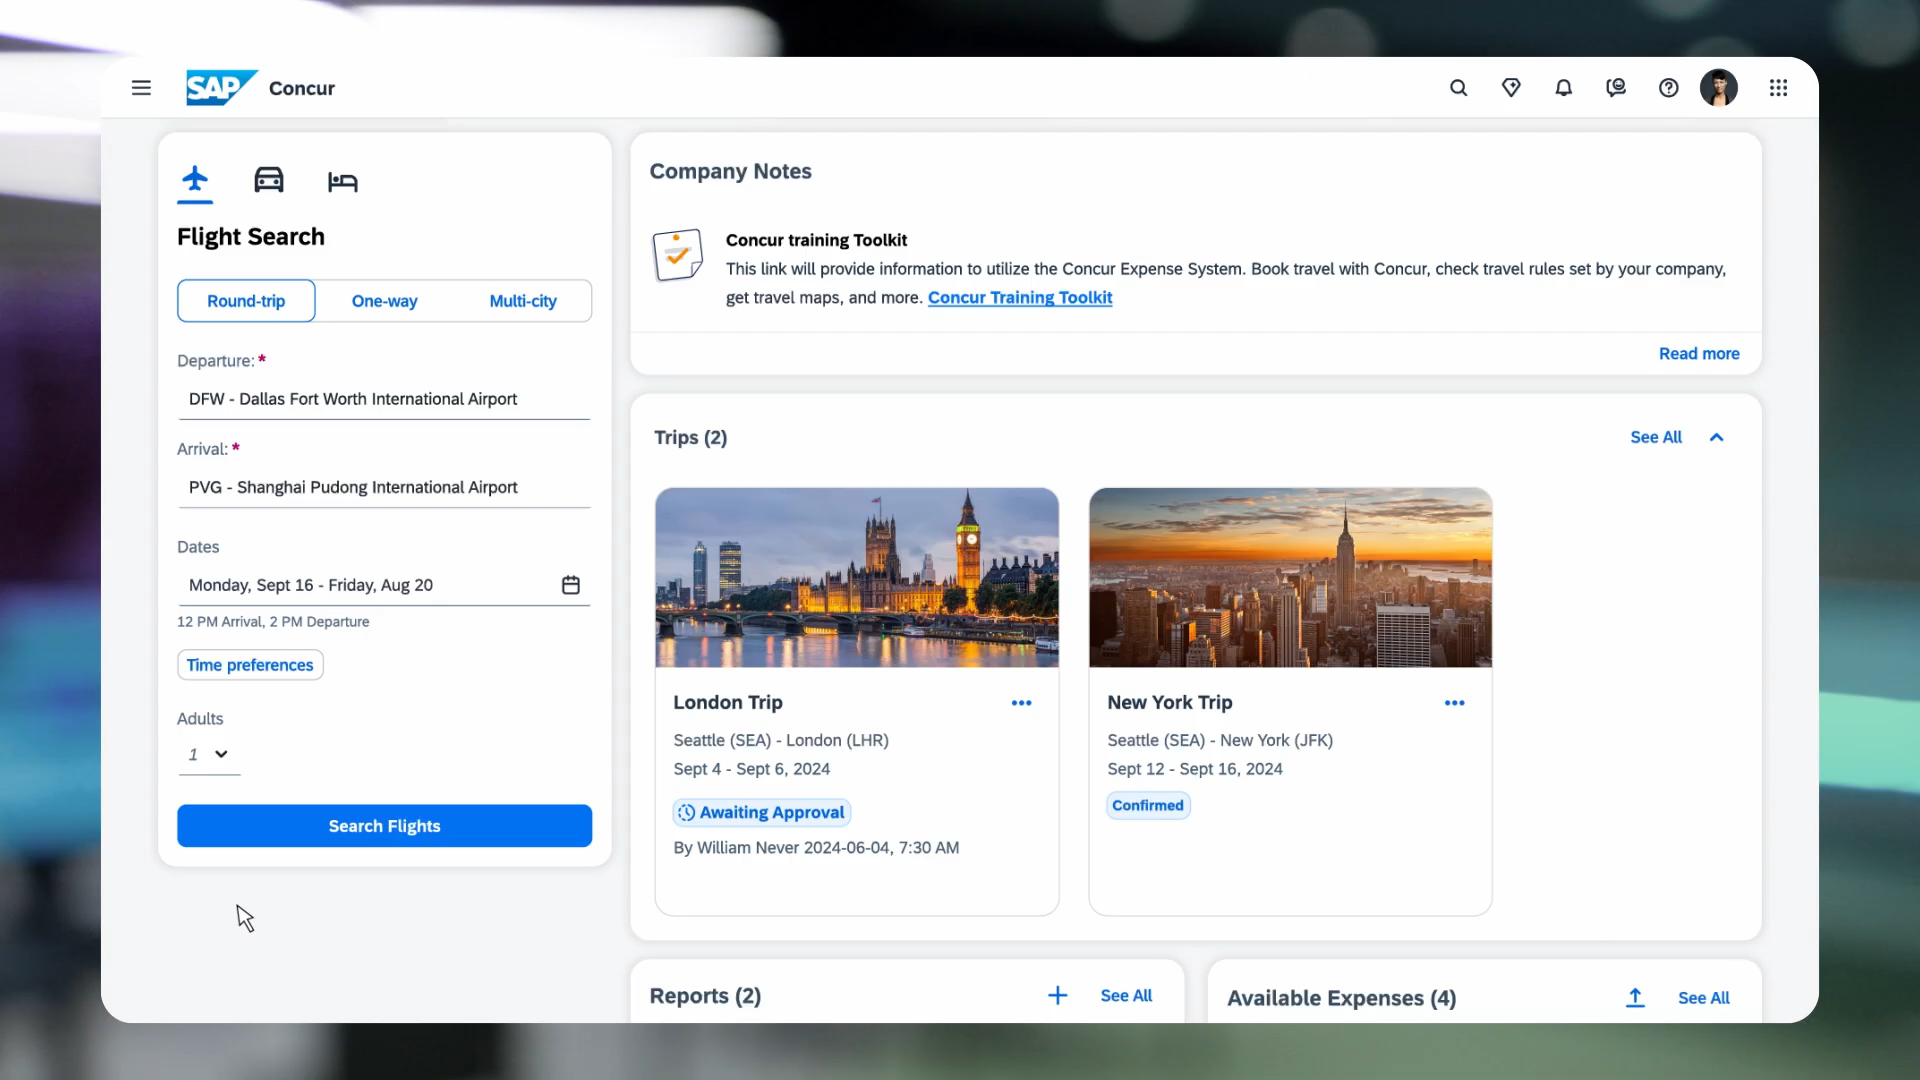 SAP Concur
Flight Search
Round-trip One-way Multi-city
Departure:*
DFW - Dallas Fort Worth International Airport
Arrival:*
PVG - Shanghai Pudong International Airport
Dates
Monday, Sept 16 - Friday, Aug 20
12 PM Arrival, 2 PM Departure
Time preferences
Adults
1
Search Flights
Company Notes
Concur training Toolkit
This link will provide information to utilize the Concur Expense System. Book travel with Concur, check travel rules set by your company,
get travel maps, and more. Concur Training Toolkit
Read more
Trips (2)
See All
London Trip
Seattle (SEA) - London (LHR)
Sept 4 - Sept 6, 2024
Awaiting Approval
By William Never 2024-06-04, 7:30 AM
New York Trip
Seattle (SEA) - New York (JFK)
Sept 12 - Sept 16, 2024
Confirmed
Reports (2)
See All
Available Expenses (4)
See All